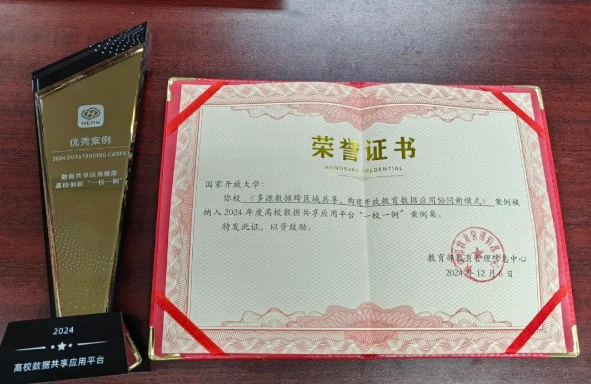 优秀案例
2024 OUTSTANDING CASES
数据共享应用赋能
高校创新“一校一例”
2024
高校数据共享应用平台
荣誉证书
HONORARY CREDENTIAL
国家开放大学：
你校《多源数据跨区域共享，构建开放教育数据应用协同新模式》案例被
纳入2024年度高校数据共享应用平台“一校一例”案例集。
特发此证，以资鼓励。
教育部教育管理信息中心
2024年12月6日